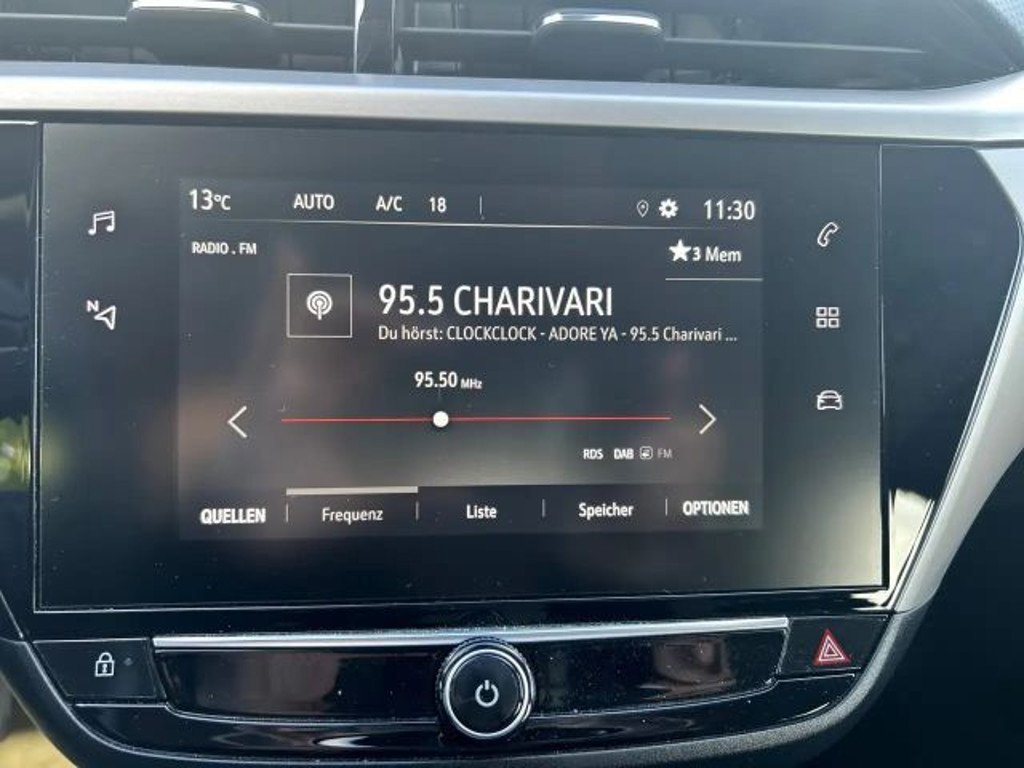 13°C AUTO A/C 18 11:30
RADIO . FM
3 Mem
95.5 CHARIVARI
Du hörst: CLOCKCLOCK - ADORE YA - 95.5 Charivari ...
95.50 MHz
N
RDS DAB FM
QUELLEN Frequenz Liste Speicher OPTIONEN